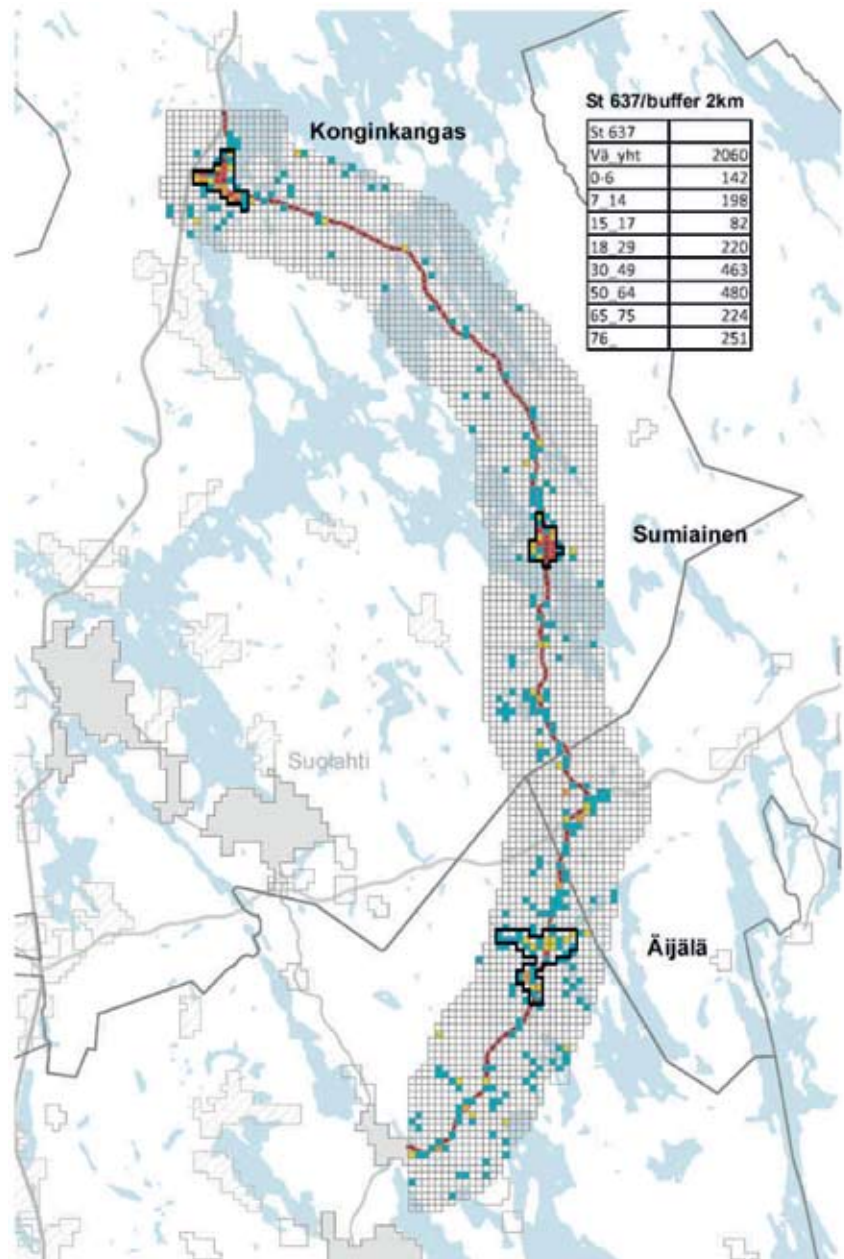 St 637/buffer 2km
Konginkangas
St 637
Vä_yht 2060
0-6 142
7_14 198
15_17 82
18_29 220
30_49 463
50_64 480
65_75 224
76_ 251
Sumiainen
Suolahti
Äijälä